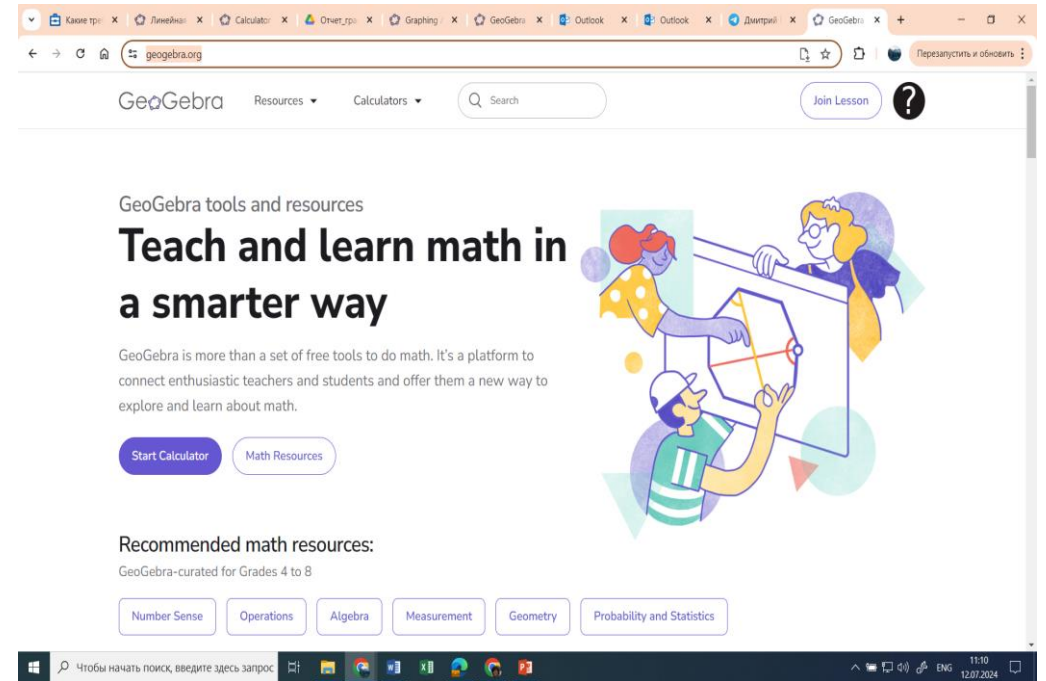 Какие тре
Линейная
Calculator
Отчет_гра
Graphing
GeoGebra
Outlook
Outlook
Дмитрий
GeoGebra
geogebra.org
Перезапустить и обновить
GeoGebra
Resources
Calculators
Search
Join Lesson
?
GeoGebra tools and resources
Teach and learn math in
a smarter way
GeoGebra is more than a set of free tools to do math. It's a platform to
connect enthusiastic teachers and students and offer them a new way to
explore and learn about math.
Start Calculator
Math Resources
Recommended math resources:
GeoGebra-curated for Grades 4 to 8
Number Sense
Operations
Algebra
Measurement
Geometry
Probability and Statistics
Чтобы начать поиск, введите здесь запрос
ENG
11:10
12.07.2024